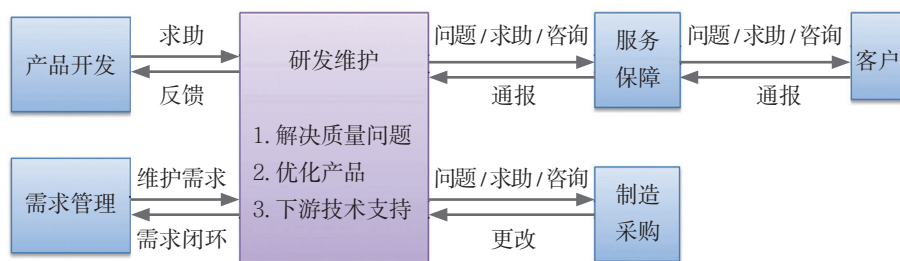 产品开发
求助
反馈
研发维护
1.解决质量问题
2.优化产品
3.下游技术支持
问题/求助/咨询
通报
服务
保障
问题/求助/咨询
通报
客户
需求管理
维护需求
需求闭环
问题/求助/咨询
更改
制造
采购